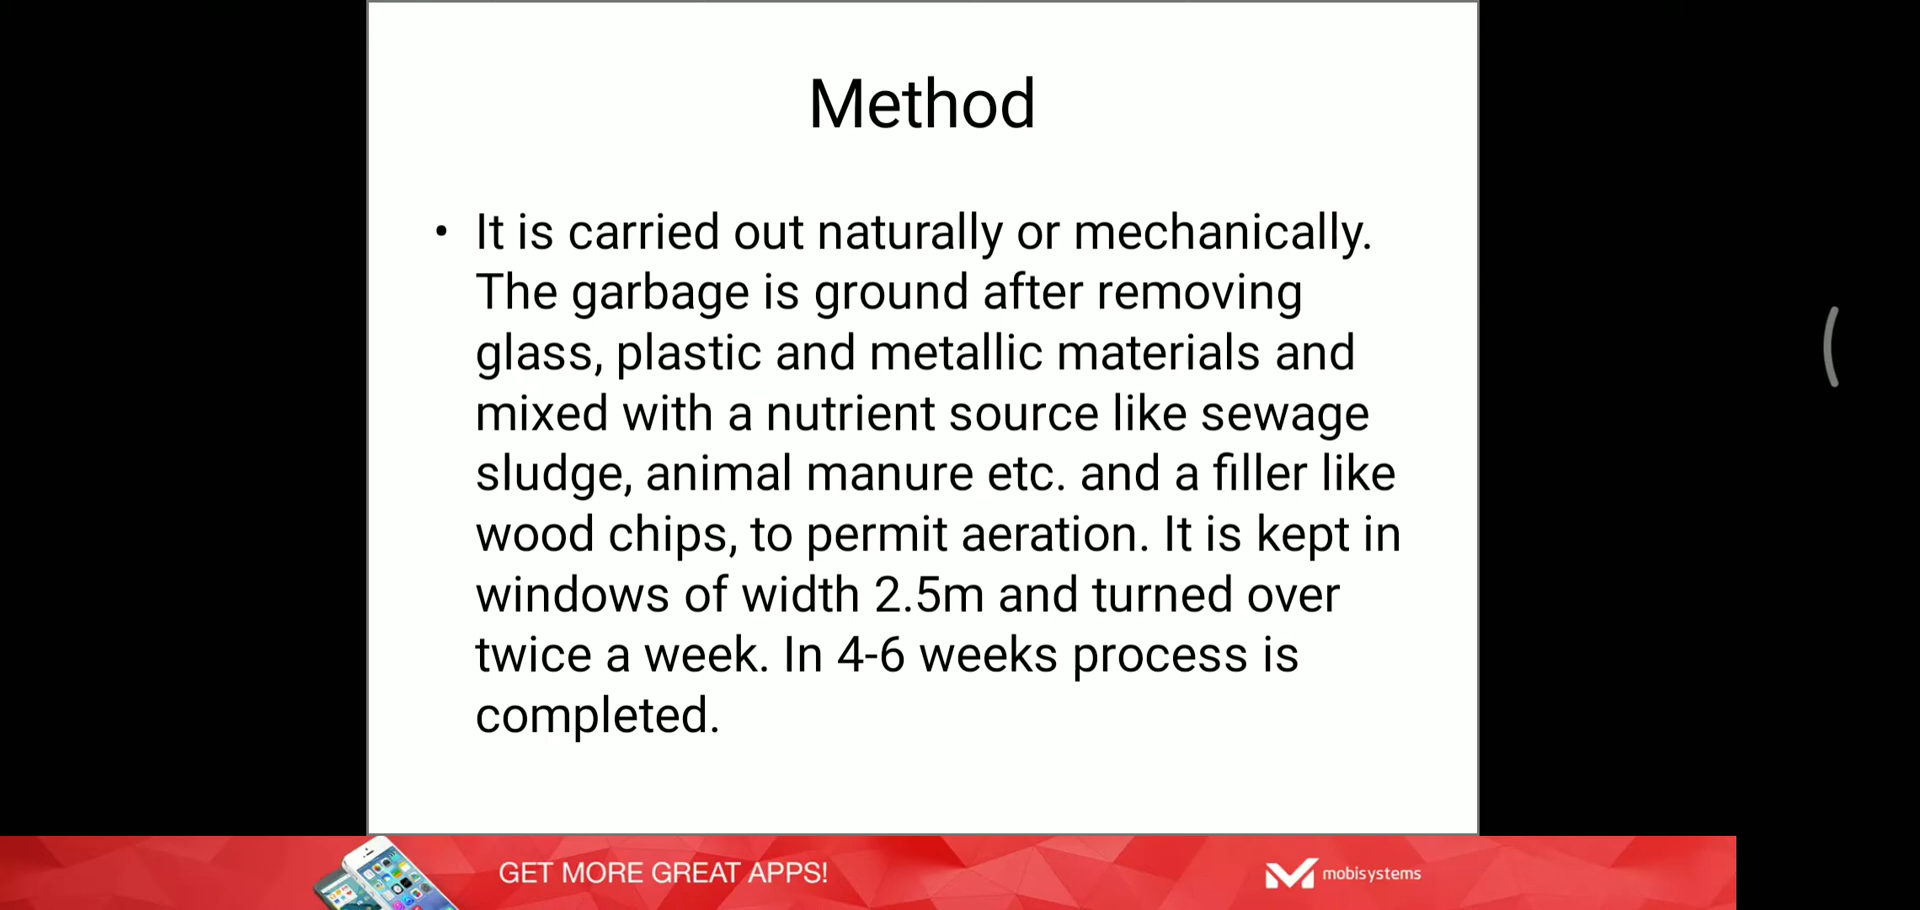 Method
• It is carried out naturally or mechanically.
The garbage is ground after removing
glass, plastic and metallic materials and
mixed with a nutrient source like sewage
sludge, animal manure etc. and a filler like
wood chips, to permit aeration. It is kept in
windows of width 2.5m and turned over
twice a week. In 4-6 weeks process is
completed.
GET MORE GREAT APPS!
mobisystems